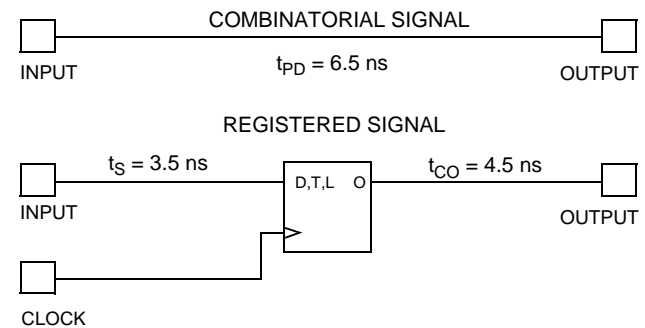 COMBINATORIAL SIGNAL
INPUT
tPD = 6.5 ns
OUTPUT
REGISTERED SIGNAL
tS = 3.5 ns
D,T,L O
tCO = 4.5 ns
INPUT
OUTPUT
CLOCK